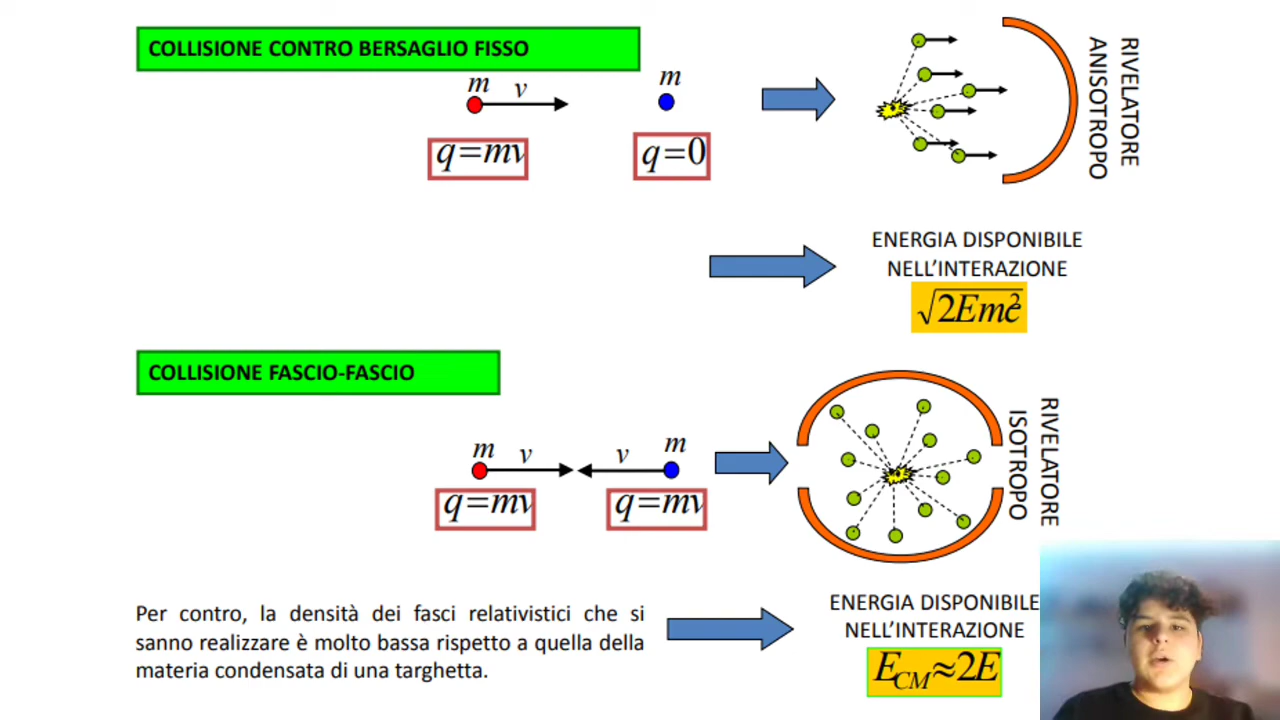 COLLISIONE CONTRO BERSAGLIO FISSO
m v
m
q=mv
q=0
RIVELATORE
ANISOTROPO
ENERGIA DISPONIBILE
NELL'INTERAZIONE
√2Emc²
COLLISIONE FASCIO-FASCIO
m v
v m
q=mv
q=mv
RIVELATORE
ISOTROPO
Per contro, la densità dei fasci relativistici che si
sanno realizzare è molto bassa rispetto a quella della
materia condensata di una targhetta.
ENERGIA DISPONIBILE
NELL'INTERAZIONE
E_CM≈2E